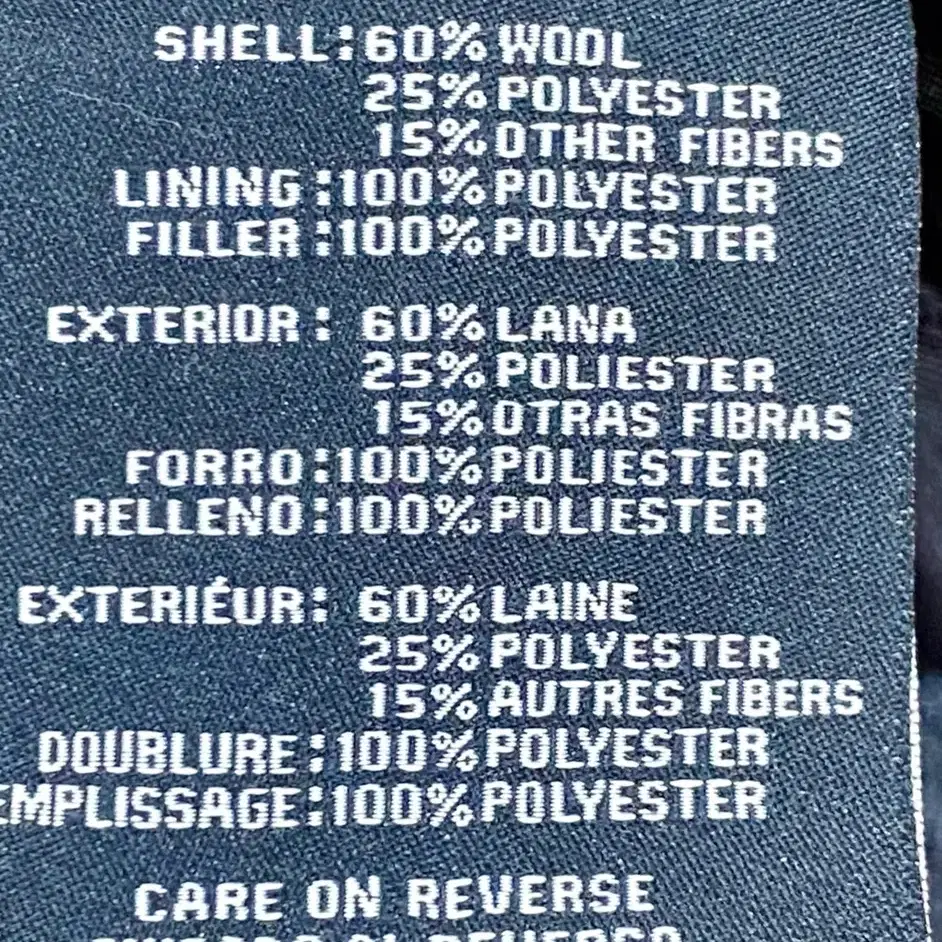 SHELL: 60% WOOL
25% POLYESTER
15% OTHER FIBERS
LINING :100% POLYESTER
FILLER :100% POLYESTER
EXTERIOR : 60% LANA
25% POLIESTER
15% OTRAS FIBRAS
FORRO :100% POLIESTER
RELLENO :100% POLIESTER
EXTERIÉUR: 60% LAINE
25% POLYESTER
15% AUTRES FIBERS
DOUBLURE :100% POLYESTER
EMPLISSAGE :100% POLYESTER
CARE ON REVERSE